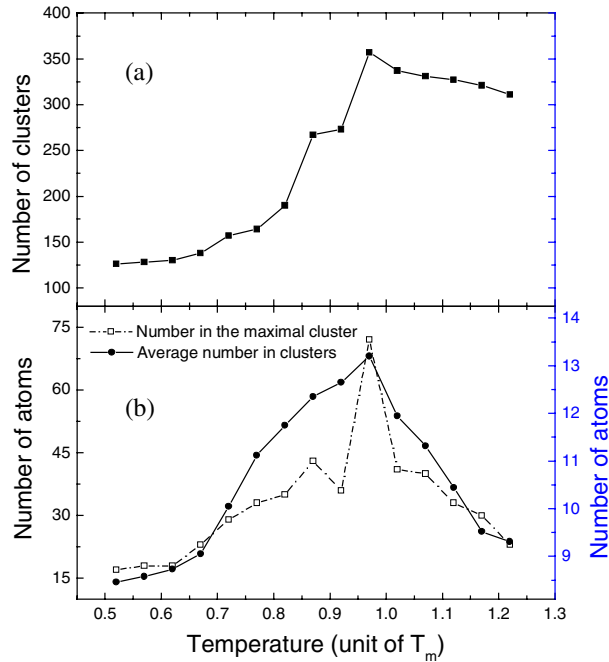 400
350
300
250
200
150
100
Number of clusters
(a)
75
60
45
30
15
Number of atoms
Number in the maximal cluster
Average number in clusters
(b)
14
13
12
11
10
9
Number of atoms
0.5 0.6 0.7 0.8 0.9 1.0 1.1 1.2 1.3
Temperature (unit of Tm)